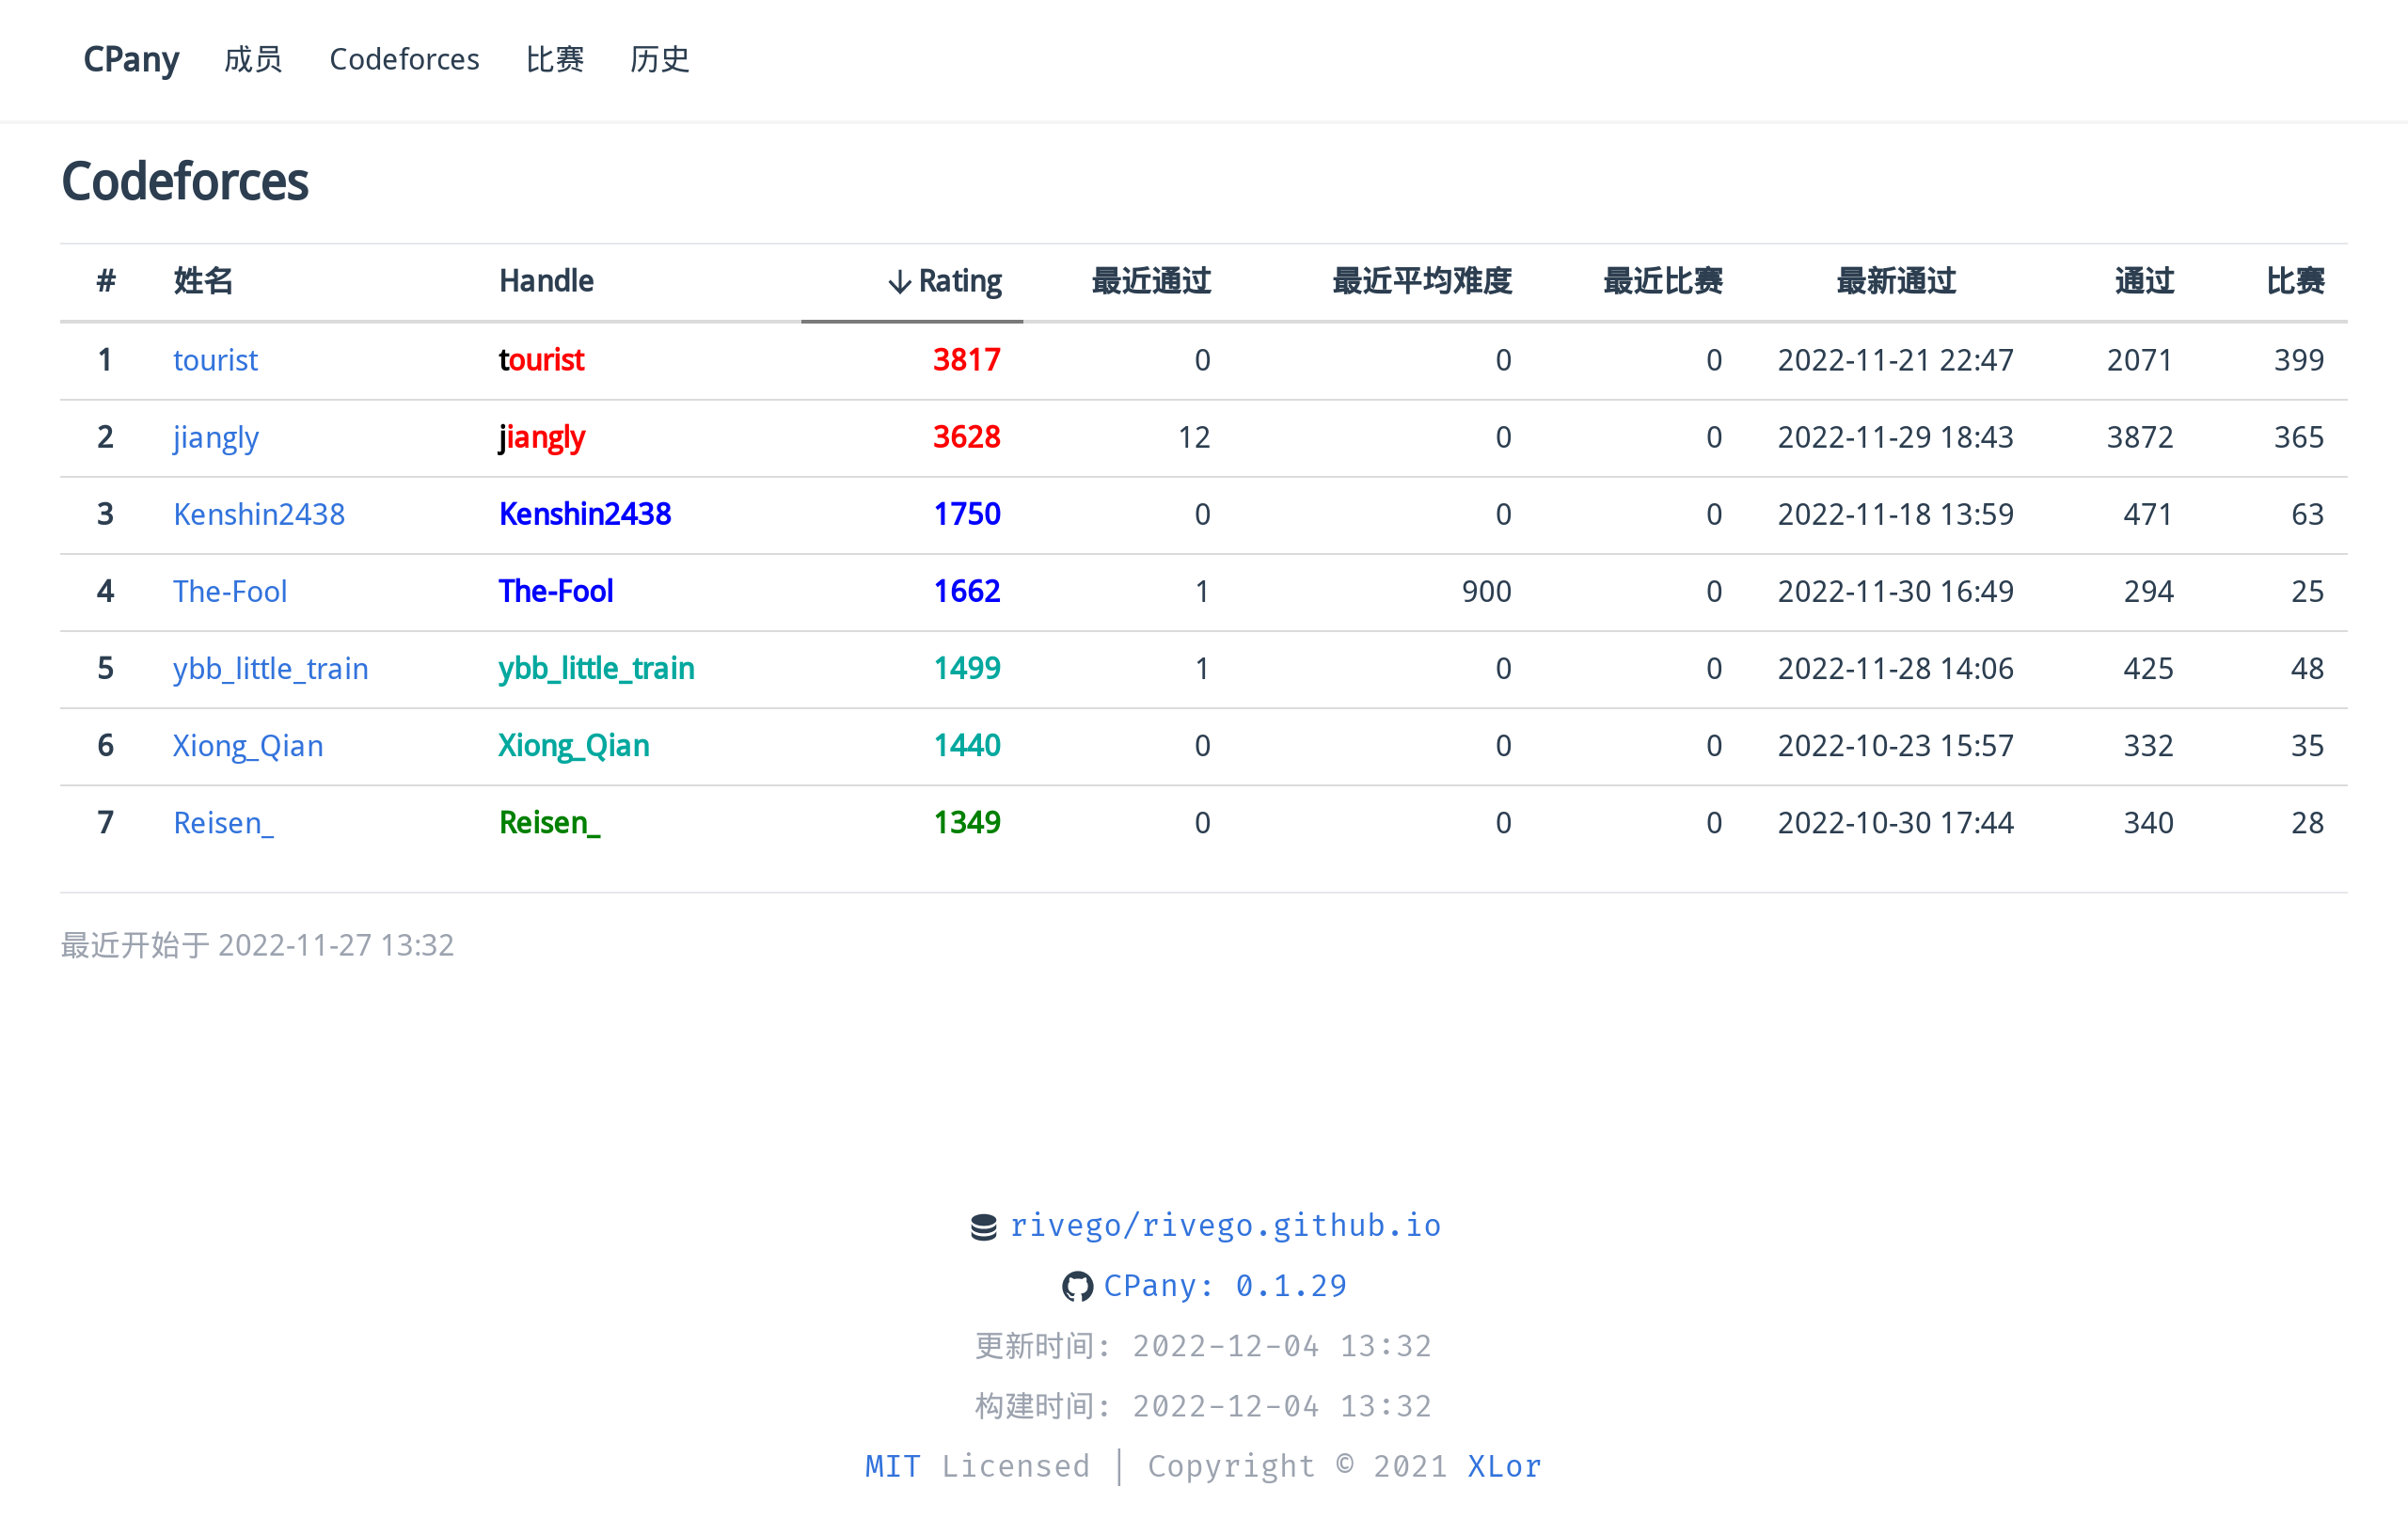 CPany 成员 Codeforces 比赛 历史
Codeforces
# 姓名 Handle ↓ Rating 最近通过 最近平均难度 最近比赛 最新通过 通过 比赛
1 tourist tourist 3817 0 0 0 2022-11-21 22:47 2071 399
2 jiangly jiangly 3628 12 0 0 2022-11-29 18:43 3872 365
3 Kenshin2438 Kenshin2438 1750 0 0 0 2022-11-18 13:59 471 63
4 The-Fool The-Fool 1662 1 900 0 2022-11-30 16:49 294 25
5 ybb_little_train ybb_little_train 1499 1 0 0 2022-11-28 14:06 425 48
6 Xiong_Qian Xiong_Qian 1440 0 0 0 2022-10-23 15:57 332 35
7 Reisen_ Reisen_ 1349 0 0 0 2022-10-30 17:44 340 28
最近开始于 2022-11-27 13:32
rivego/rivego.github.io
CPany: 0.1.29
更新时间: 2022-12-04 13:32
构建时间: 2022-12-04 13:32
MIT Licensed | Copyright © 2021 XLor